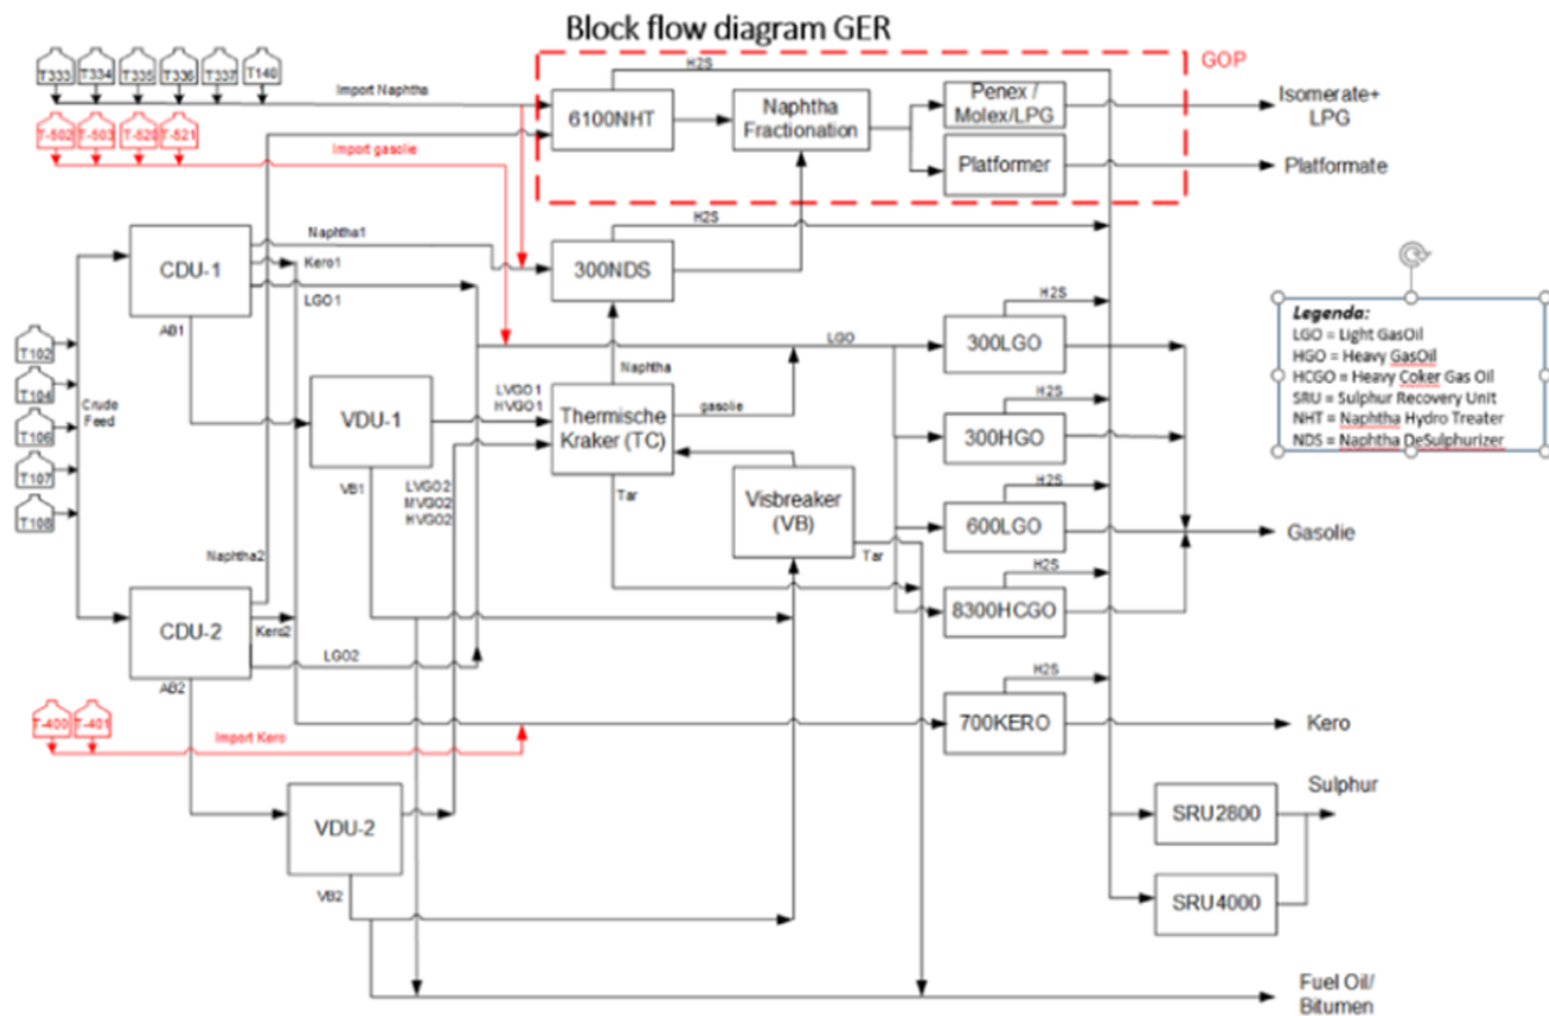 Block flow diagram GER
GOP
T333
T334
T335
T336
T337
T140
Import Naphtha
T-502
T-503
T-520
T-521
Import gasolie
H2S
6100NHT
Naphtha
Fractionation
Penex /
Molex/LPG
Platformer
Isomerate+
LPG
Platformate
H2S
CDU-1
Naphtha1
Kero1
LGO1
AB1
300NDS
T102
T104
T106
T107
T108
Crude
Feed
VDU-1
VB1
LVGO1
HVGO1
LVGO2
MVGO2
HVGO2
Naphtha
Thermische
Kraker (TC)
gasolie
Tar
LGO
Visbreaker
(VB)
Tar
H2S
300LGO
H2S
300HGO
H2S
600LGO
H2S
8300HCGO
H2S
700KERO
Legenda:
LGO = Light GasOil
HGO = Heavy GasOil
HCGO = Heavy Coker Gas Oil
SRU = Sulphur Recovery Unit
NHT = Naphtha Hydro Treater
NDS = Naphtha DeSulphurizer
Gasolie
Naphtha2
CDU-2
Kero2
LGO2
AB2
T-400
T-401
Import Kero
Kero
VDU-2
VB2
Sulphur
SRU2800
SRU4000
Fuel Oil/
Bitumen